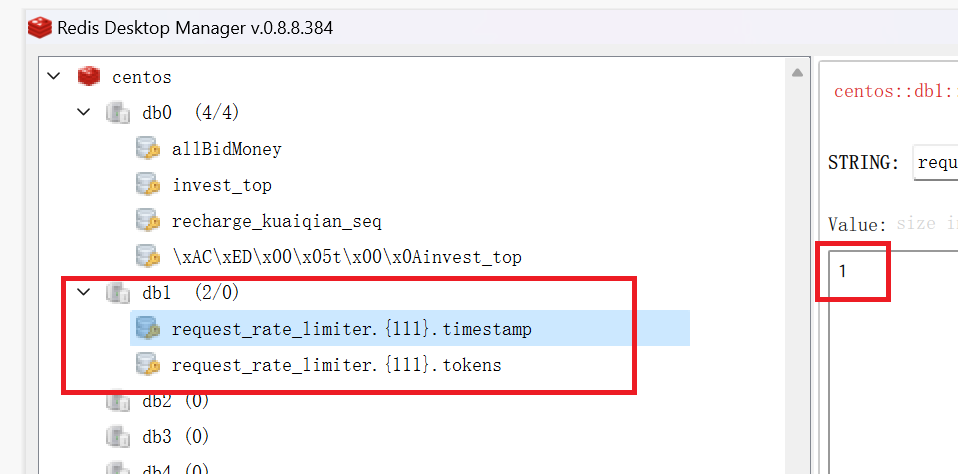 Redis Desktop Manager v.0.8.8.384
centos
db0 (4/4)
allBidMoney
invest_top
recharge_kuaiqian_seq
\xAC\xED\x00\x05t\x00\x0Ainvest_top
db1 (2/0)
request_rate_limiter.{111}.timestamp
request_rate_limiter.{111}.tokens
db2 (0)
db3 (0)
db4 (0)
centos::db1:
STRING: requ
Value: size i
1